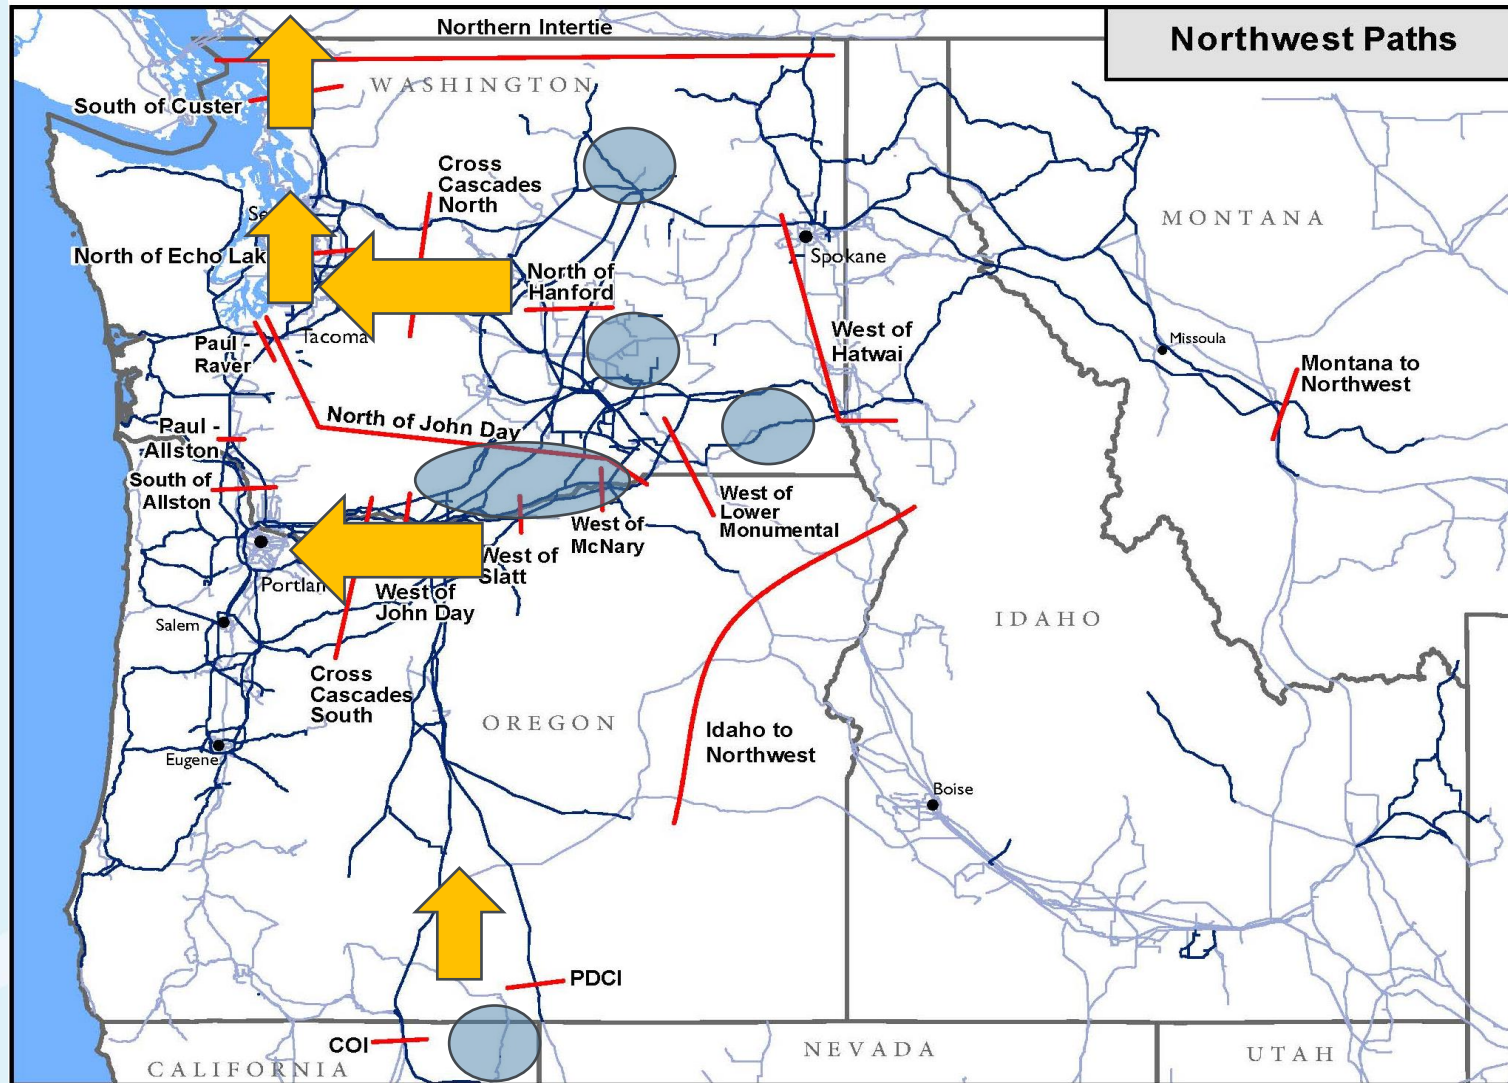 Northwest Paths
Northern Intertie
WASHINGTON
South of Custer
Cross
Cascades
North
MONTANA
Se
North of Echo Lak
North of
Hanford
Spokane
Tacoma
Paul -
Raver
West of
Hatwai
Missoula
Montana to
Northwest
North of John Day
Paul -
Allston
South of
Allston
West of
Lower
Monumental
West of
McNary
West of
Slatt
Portlan
West of
John Day
Salem
IDAHO
Cross
Cascades
South
OREGON
Idaho to
Northwest
Eugene
Boise
PDCI
COI
CALIFORNIA
NEVADA
UTAH